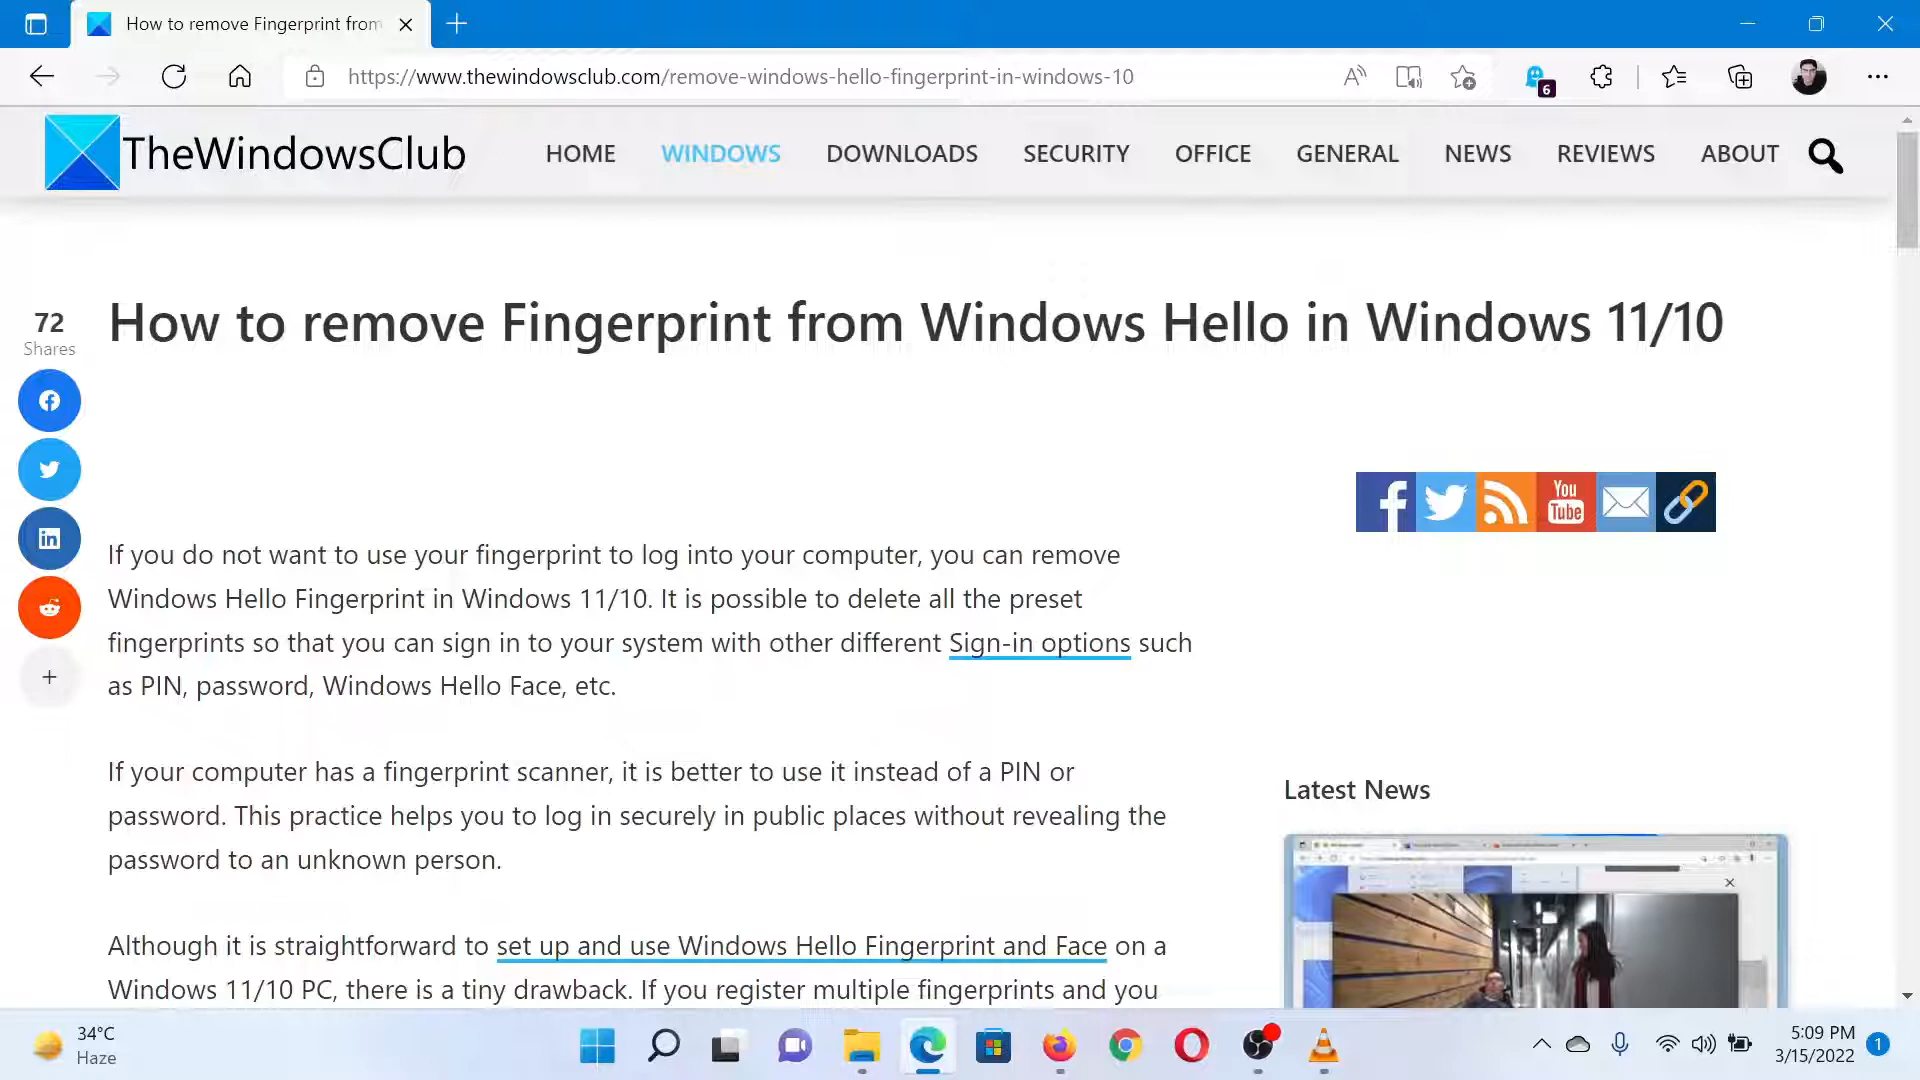 How to remove Fingerprint from
https://www.thewindowsclub.com/remove-windows-hello-fingerprint-in-windows-10
6
TheWindowsClub
HOME WINDOWS DOWNLOADS SECURITY OFFICE GENERAL NEWS REVIEWS ABOUT
How to remove Fingerprint from Windows Hello in Windows 11/10
72
Shares
You
Tube
If you do not want to use your fingerprint to log into your computer, you can remove
Windows Hello Fingerprint in Windows 11/10. It is possible to delete all the preset
fingerprints so that you can sign in to your system with other different Sign-in options such
as PIN, password, Windows Hello Face, etc.
If your computer has a fingerprint scanner, it is better to use it instead of a PIN or
password. This practice helps you to log in securely in public places without revealing the
password to an unknown person.
Although it is straightforward to set up and use Windows Hello Fingerprint and Face on a
Windows 11/10 PC, there is a tiny drawback. If you register multiple fingerprints and you
Latest News
34°C
Haze
5:09 PM
3/15/2022
1